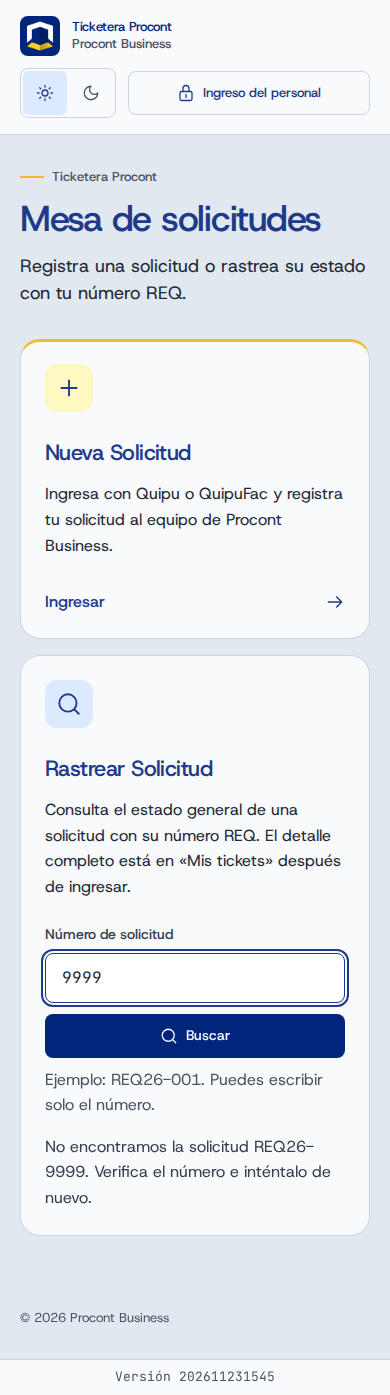 Ticketera Procont
Procont Business
Ingreso del personal
Ticketera Procont
Mesa de solicitudes
Registra una solicitud o rastrea su estado
con tu número REQ.
Nueva Solicitud
Ingresa con Quipu o QuipuFac y registra
tu solicitud al equipo de Procont
Business.
Ingresar
Rastrear Solicitud
Consulta el estado general de una
solicitud con su número REQ. El detalle
completo está en «Mis tickets» después
de ingresar.
Número de solicitud
9999
Buscar
Ejemplo: REQ26-001. Puedes escribir
solo el número.
No encontramos la solicitud REQ26-
9999. Verifica el número e inténtalo de
nuevo.
© 2026 Procont Business
Versión 202611231545